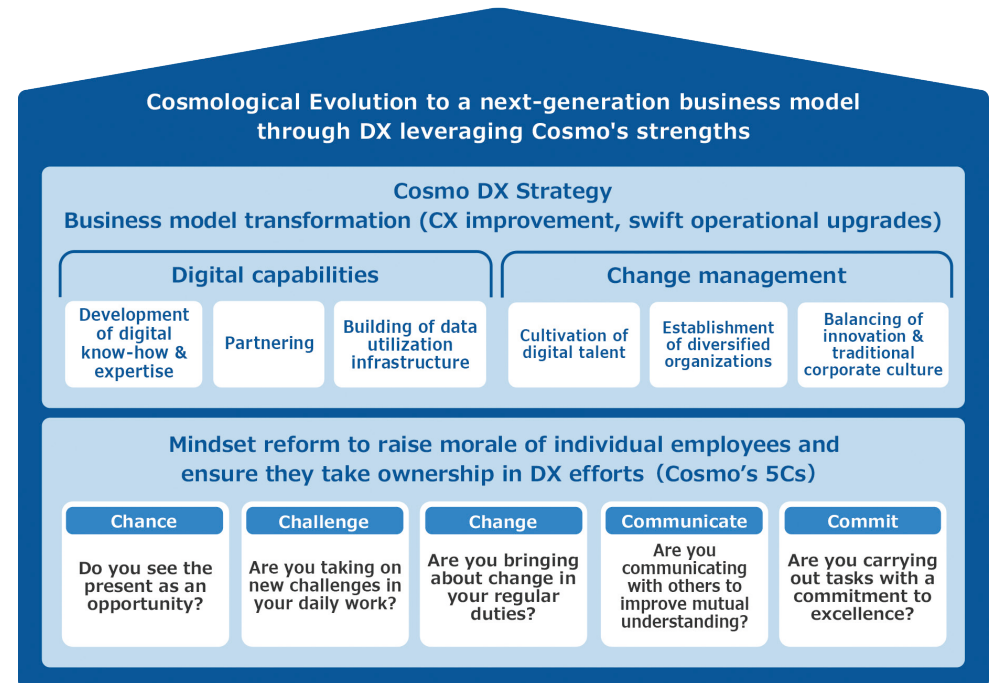 Cosmological Evolution to a next-generation business model
through DX leveraging Cosmo's strengths
Cosmo DX Strategy
Business model transformation (CX improvement, swift operational upgrades)
Digital capabilities
Development
of digital
know-how &
expertise
Partnering
Building of data
utilization
infrastructure
Change management
Cultivation of
digital talent
Establishment
of diversified
organizations
Balancing of
innovation &
traditional
corporate culture
Mindset reform to raise morale of individual employees and
ensure they take ownership in DX efforts（Cosmo’s 5Cs）
Chance
Do you see the
present as an
opportunity?
Challenge
Are you taking on
new challenges in
your daily work?
Change
Are you bringing
about change in
your regular
duties?
Communicate
Are you
communicating
with others to
improve mutual
understanding?
Commit
Are you carrying
out tasks with a
commitment to
excellence?